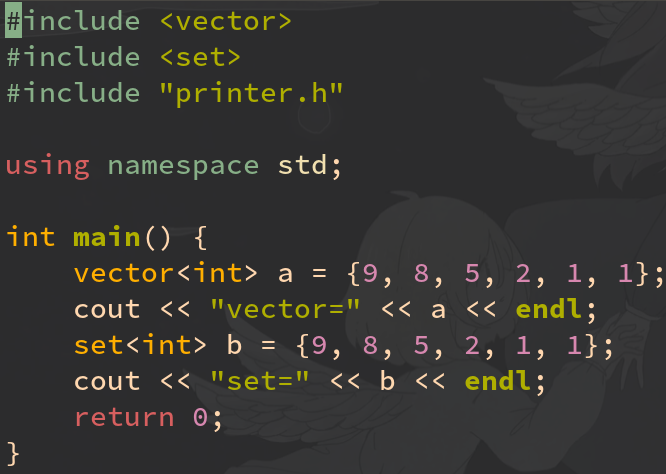 #include <vector>
#include <set>
#include "printer.h"

using namespace std;

int main() {
    vector<int> a = {9, 8, 5, 2, 1, 1};
    cout << "vector=" << a << endl;
    set<int> b = {9, 8, 5, 2, 1, 1};
    cout << "set=" << b << endl;
    return 0;
}